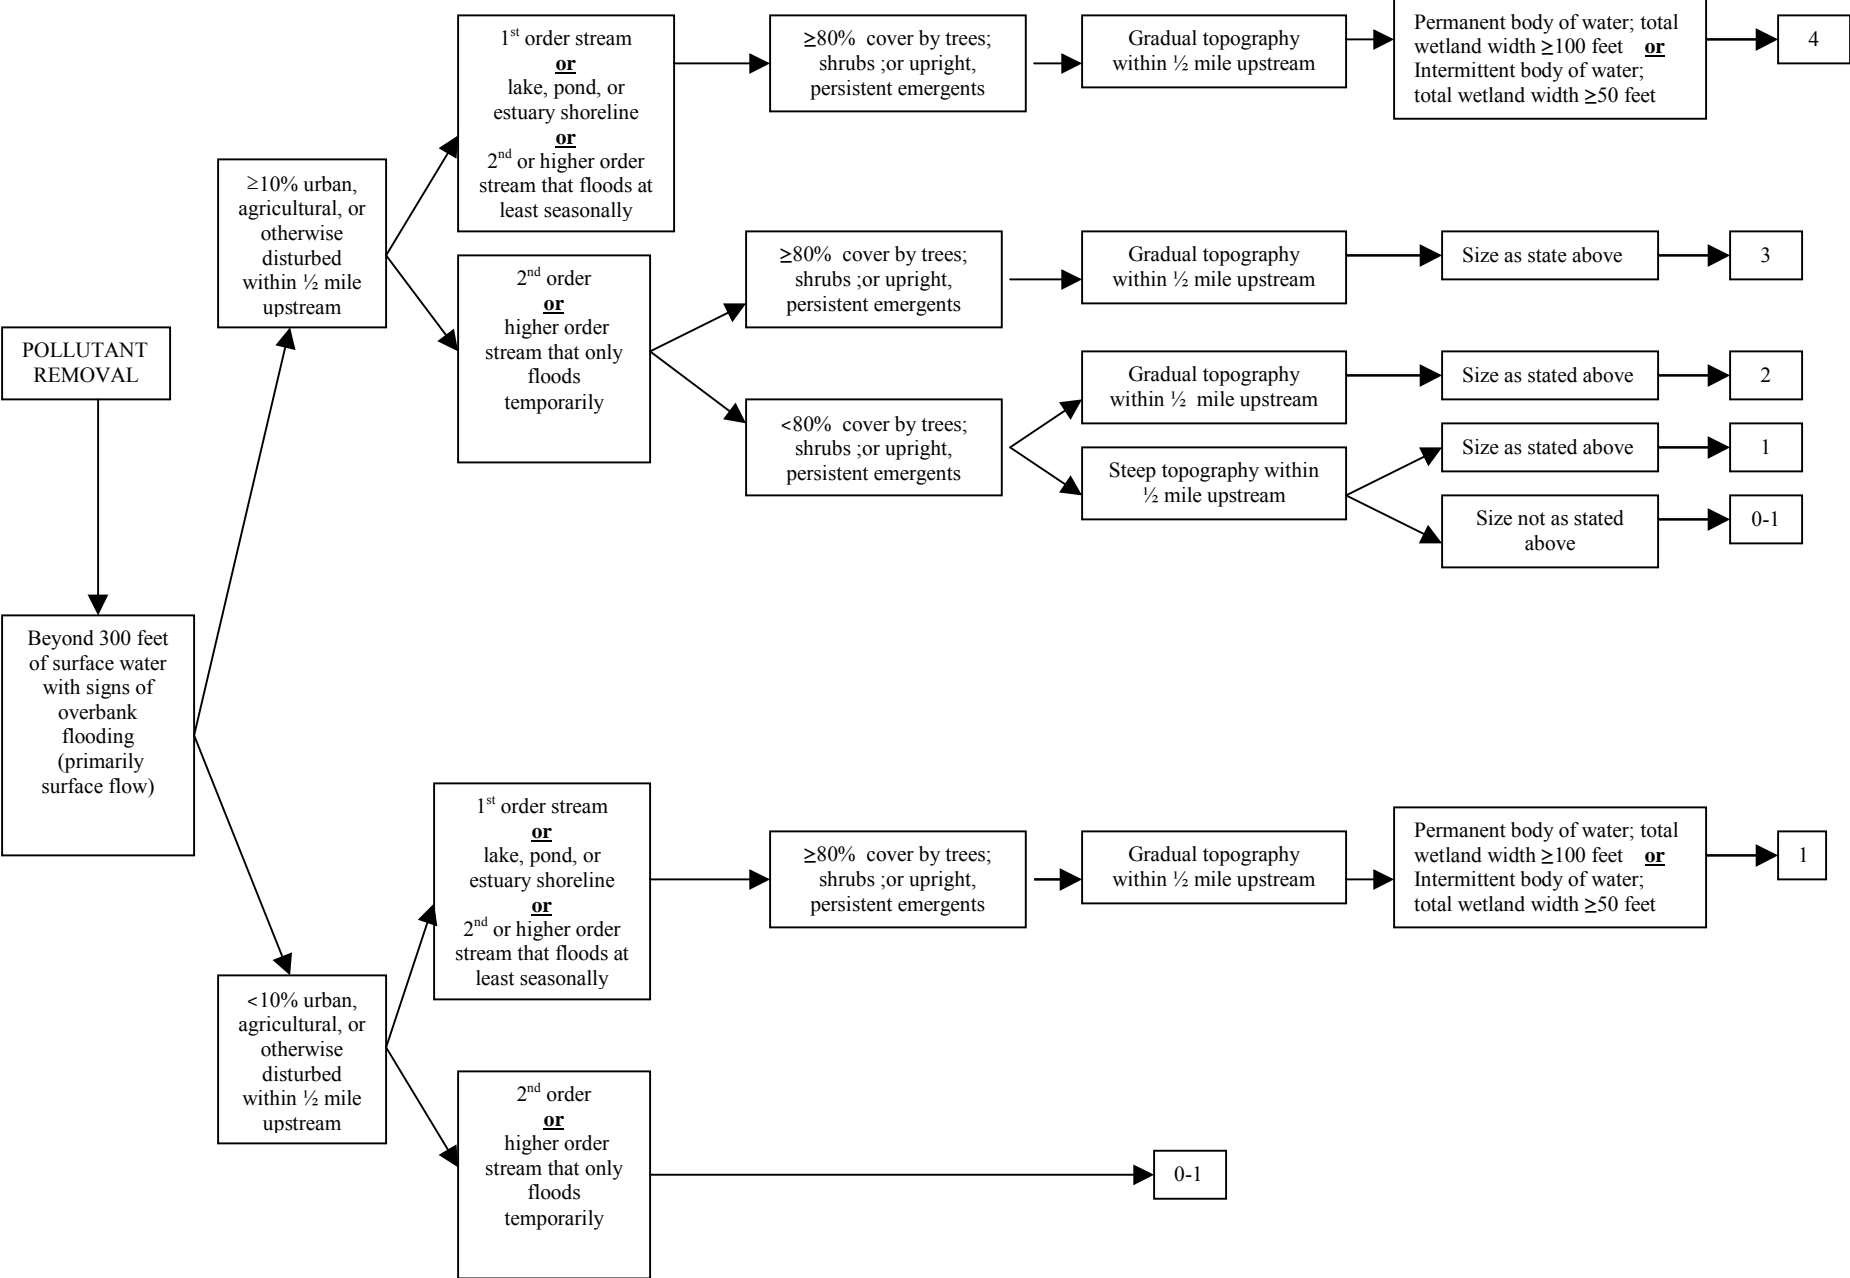 POLLUTANT
REMOVAL
Beyond 300 feet
of surface water
with signs of
overbank
flooding
(primarily
surface flow)
≥10% urban,
agricultural, or
otherwise
disturbed
within ½ mile
upstream
1st order stream
or
lake, pond, or
estuary shoreline
or
2nd or higher order
stream that floods at
least seasonally
≥80% cover by trees;
shrubs ;or upright,
persistent emergents
Gradual topography
within ½ mile upstream
Permanent body of water; total
wetland width ≥100 feet or
Intermittent body of water;
total wetland width ≥50 feet
4
2nd order
or
higher order
stream that only
floods
temporarily
≥80% cover by trees;
shrubs ;or upright,
persistent emergents
Gradual topography
within ½ mile upstream
Size as state above
3
<80% cover by trees;
shrubs ;or upright,
persistent emergents
Gradual topography
within ½ mile upstream
Size as stated above
2
Steep topography within
½ mile upstream
Size as stated above
1
Size not as stated
above
0-1
<10% urban,
agricultural, or
otherwise
disturbed
within ½ mile
upstream
1st order stream
or
lake, pond, or
estuary shoreline
or
2nd or higher order
stream that floods at
least seasonally
≥80% cover by trees;
shrubs ;or upright,
persistent emergents
Gradual topography
within ½ mile upstream
Permanent body of water; total
wetland width ≥100 feet or
Intermittent body of water;
total wetland width ≥50 feet
1
2nd order
or
higher order
stream that only
floods
temporarily
0-1